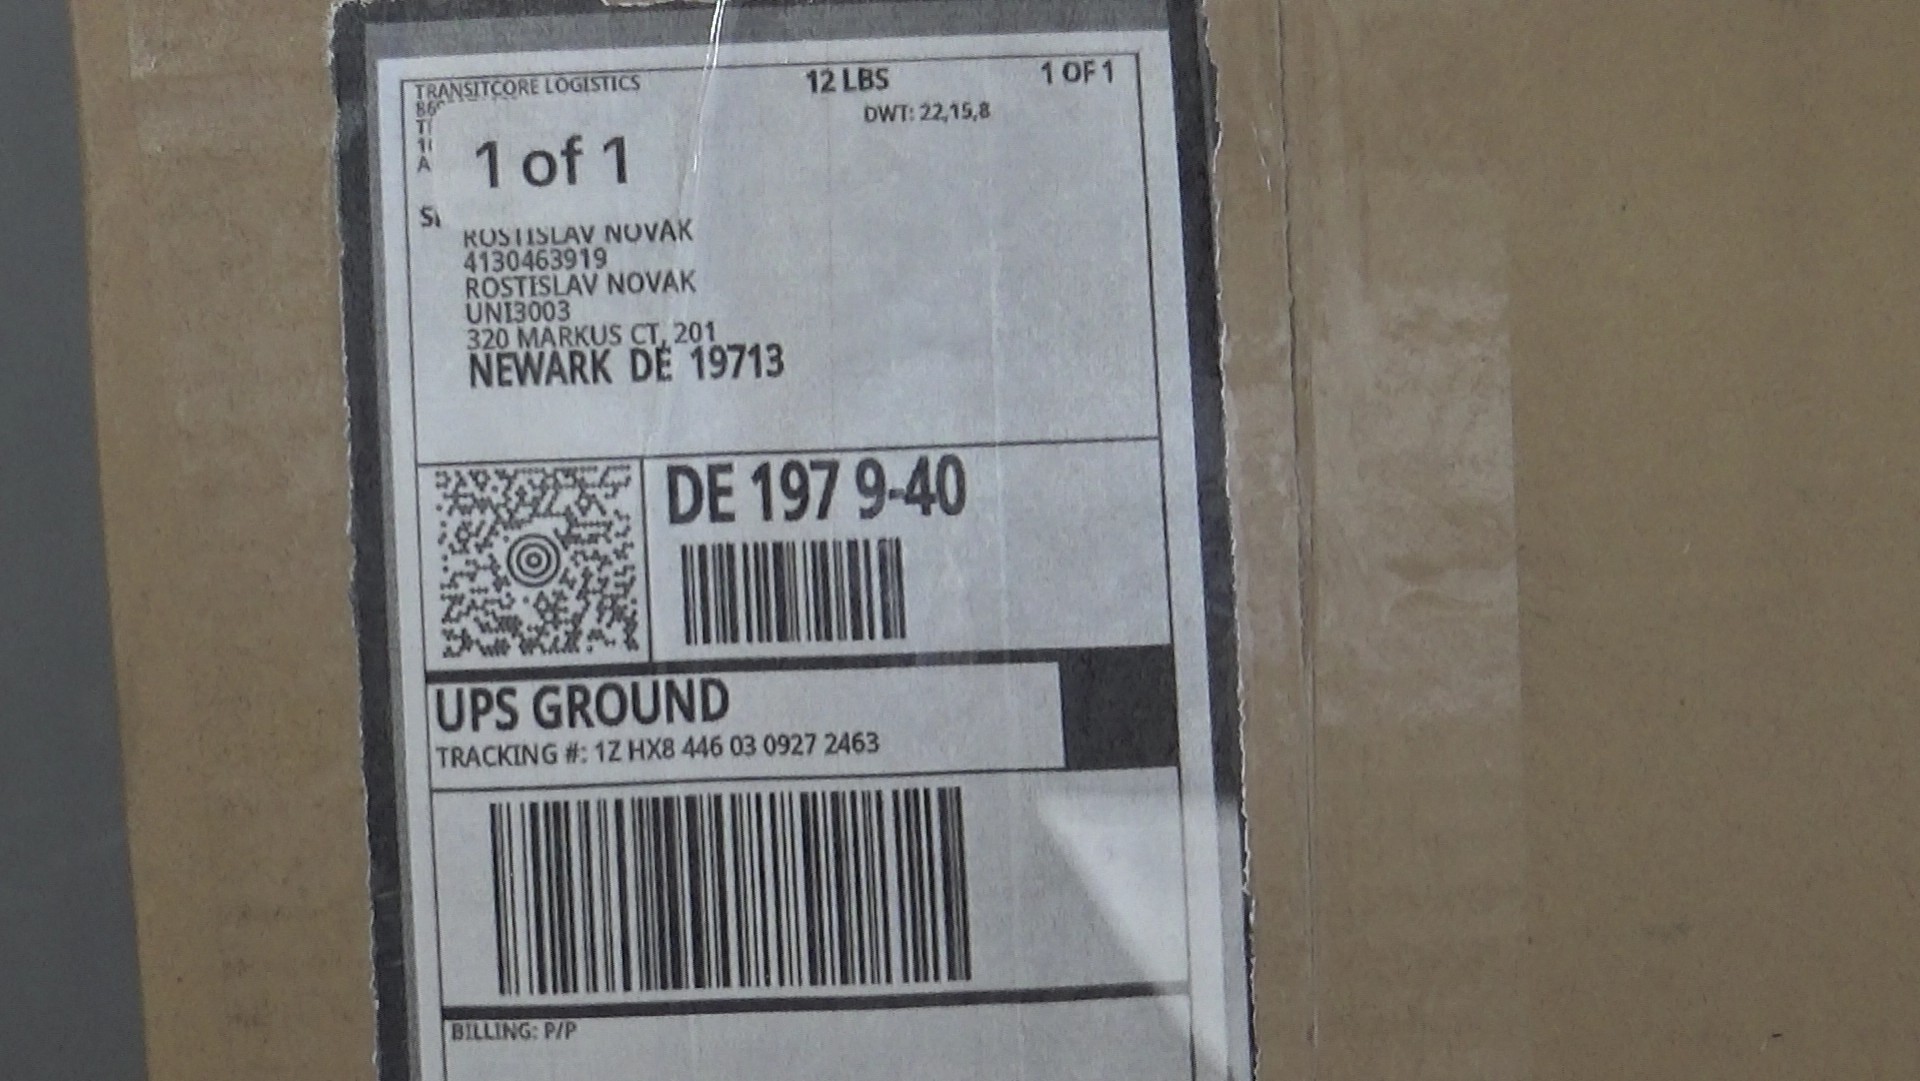 TRANSITCORE LOGISTICS
12 LBS
1 OF 1
DWT: 22,15,8
1 of 1
ROSTISLAV NOVAK
4130463919
ROSTISLAV NOVAK
UNI3003
320 MARKUS CT, 201
NEWARK DE 19713
DE 197 9-40
UPS GROUND
TRACKING #: 1Z HX8 446 03 0927 2463
BILLING: P/P